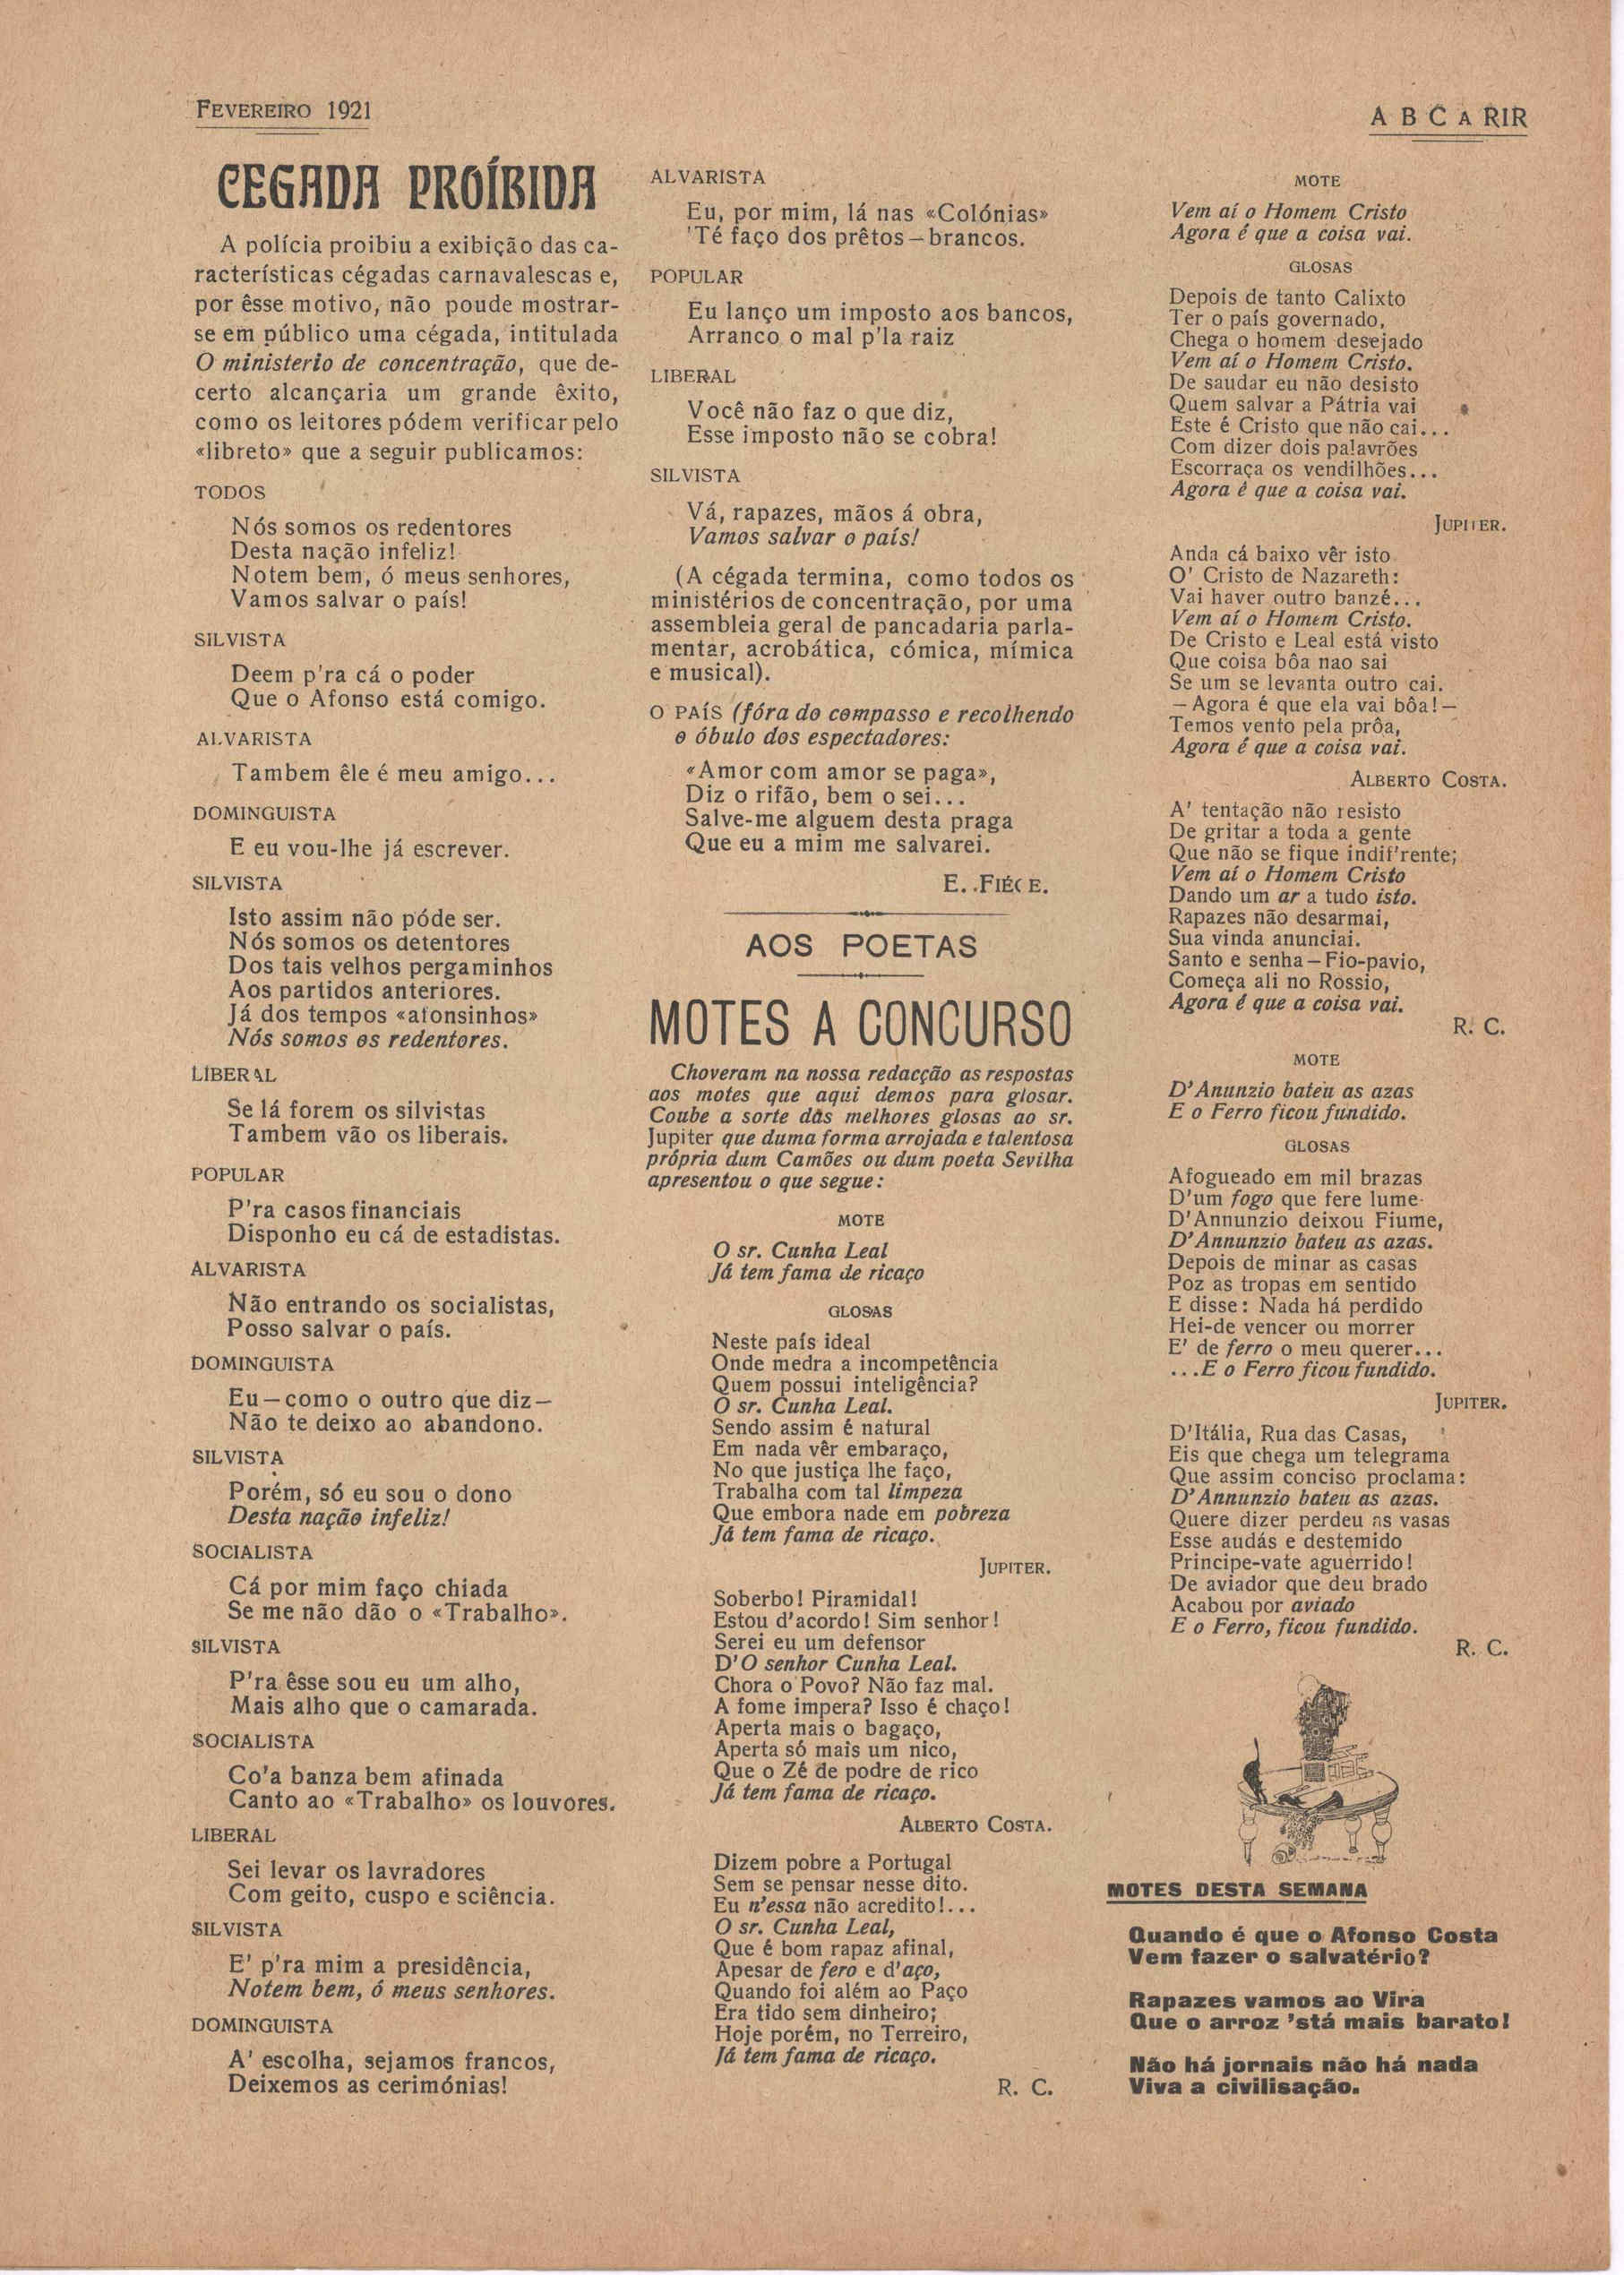 FEVEREIRO 1921
A B C A RIR
CEGADA PROÍBIDA
A polícia proibiu a exibição das ca-
racterísticas cégadas carnavalescas e,
por êsse motivo, não poude mostrar-
se em público uma cégada, intitulada
O ministerio de concentração, que de-
certo alcançaria um grande êxito,
como os leitores pódem verificar pelo
«libreto» que a seguir publicamos:
TODOS
Nós somos os redentores
Desta nação infeliz!
Notem bem, ó meus senhores,
Vamos salvar o país!
SILVISTA
Deem p'ra cá o poder
Que o Afonso está comigo.
ALVARISTA
Tambem êle é meu amigo...
DOMINGUISTA
E eu vou-lhe já escrever.
SILVISTA
Isto assim não póde ser.
Nós somos os detentores
Dos tais velhos pergaminhos
Aos partidos anteriores.
Já dos tempos «afonsinhos»
Nós somos os redentores.
LIBERAL
Se lá forem os silvistas
Tambem vão os liberais.
POPULAR
P'ra casos financiais
Disponho eu cá de estadistas.
ALVARISTA
Não entrando os socialistas,
Posso salvar o país.
DOMINGUISTA
Eu—como o outro que diz—
Não te deixo ao abandono.
SILVISTA
Porém, só eu sou o dono
Desta nação infeliz!
SOCIALISTA
Cá por mim faço chiada
Se me não dão o «Trabalho».
SILVISTA
P'ra êsse sou eu um alho,
Mais alho que o camarada.
SOCIALISTA
Co'a banza bem afinada
Canto ao «Trabalho» os louvores.
LIBERAL
Sei levar os lavradores
Com geito, cuspo e sciência.
SILVISTA
E' p'ra mim a presidência,
Notem bem, ó meus senhores.
DOMINGUISTA
A' escolha, sejamos francos,
Deixemos as cerimónias!
ALVARISTA
Eu, por mim, lá nas «Colónias»
'Té faço dos prêtos—brancos.
POPULAR
Eu lanço um imposto aos bancos,
Arranco o mal p'la raiz
LIBERAL
Você não faz o que diz,
Esse imposto não se cobra!
SILVISTA
Vá, rapazes, mãos á obra,
Vamos salvar o país!
(A cégada termina, como todos os
ministérios de concentração, por uma
assembleia geral de pancadaria parla-
mentar, acrobática, cómica, mímica
e musical).
O PAÍS (fóra do compasso e recolhendo
o óbulo dos espectadores:
«Amor com amor se paga»,
Diz o rifão, bem o sei...
Salve-me alguem desta praga
Que eu a mim me salvarei.
E. FIÉCE.
AOS POETAS
MOTES A CONCURSO
Choveram na nossa redacção as respostas
aos motes que aqui demos para glosar.
Coube a sorte das melhores glosas ao sr.
Jupiter que duma forma arrojada e talentosa
própria dum Camões ou dum poeta Sevilha
apresentou o que segue:
MOTE
O sr. Cunha Leal
Já tem fama de ricaço
GLOSAS
Neste país ideal
Onde medra a incompetência
Quem possui inteligência?
O sr. Cunha Leal.
Sendo assim é natural
Em nada vêr embaraço,
No que justiça lhe faço,
Trabalha com tal limpeza
Que embora nade em pobreza
Já tem fama de ricaço.
JUPITER.
Soberbo! Piramidal!
Estou d'acordo! Sim senhor!
Serei eu um defensor
D'O senhor Cunha Leal.
Chora o Povo? Não faz mal.
A fome impera? Isso é chaço!
Aperta mais o bagaço,
Aperta só mais um nico,
Que o Zé de podre de rico
Já tem fama de ricaço.
ALBERTO COSTA.
Dizem pobre a Portugal
Sem se pensar nesse dito.
Eu n'essa não acredito!...
O sr. Cunha Leal,
Que é bom rapaz afinal,
Apesar de fero e d'aço,
Quando foi além ao Paço
Era tido sem dinheiro;
Hoje porém, no Terreiro,
Já tem fama de ricaço.
R. C.
MOTE
Vem aí o Homem Cristo
Agora é que a coisa vai.
GLOSAS
Depois de tanto Calixto
Ter o país governado,
Chega o homem desejado
Vem aí o Homem Cristo.
De saudar eu não desisto
Quem salvar a Pátria vai
Este é Cristo que não cai...
Com dizer dois palavrões
Escorraça os vendilhões...
Agora é que a coisa vai.
JUPITER.
Anda cá baixo vêr isto
O' Cristo de Nazareth:
Vai haver outro banzé...
Vem aí o Homem Cristo.
De Cristo e Leal está visto
Que coisa bôa nao sai
Se um se levanta outro cai.
—Agora é que ela vai bôa!—
Temos vento pela prôa,
Agora é que a coisa vai.
ALBERTO COSTA.
A' tentação não resisto
De gritar a toda a gente
Que não se fique indif'rente;
Vem aí o Homem Cristo
Dando um ar a tudo isto.
Rapazes não desarmai,
Sua vinda anunciai.
Santo e senha—Fio-pavio,
Começa ali no Rossio,
Agora é que a coisa vai.
R. C.
MOTE
D'Anunzio bateu as azas
E o Ferro ficou fundido.
GLOSAS
Afogueado em mil brazas
D'um fogo que fere lume
D'Annunzio deixou Fiume,
D'Annunzio bateu as azas.
Depois de minar as casas
Poz as tropas em sentido
E disse: Nada há perdido
Hei-de vencer ou morrer
E' de ferro o meu querer...
...E o Ferro ficou fundido.
JUPITER.
D'Itália, Rua das Casas,
Eis que chega um telegrama
Que assim conciso proclama:
D'Annunzio bateu as azas.
Quere dizer perdeu as vasas
Esse audás e destemido
Principe-vate aguerrido!
De aviador que deu brado
Acabou por aviado
E o Ferro, ficou fundido.
R. C.
MOTES DESTA SEMANA
Quando é que o Afonso Costa
Vem fazer o salvatério?
Rapazes vamos ao Vira
Que o arroz 'stá mais barato!
Não há jornais não há nada
Viva a civilisação.